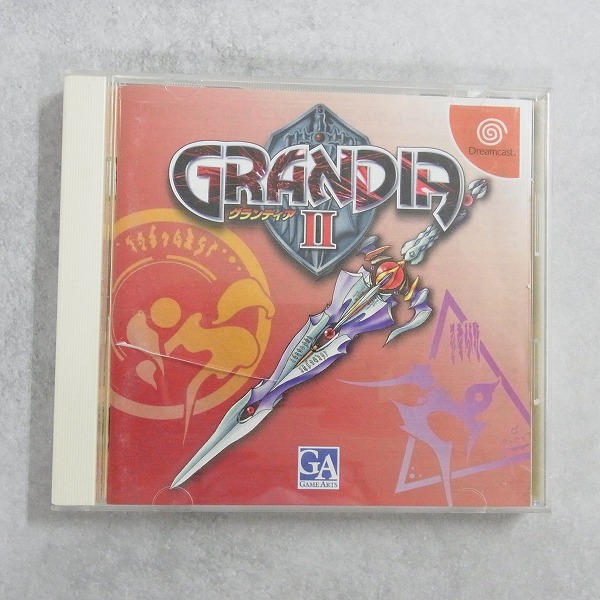 GRANDIA
グランディア
II
Dreamcast
GA
GAME ARTS